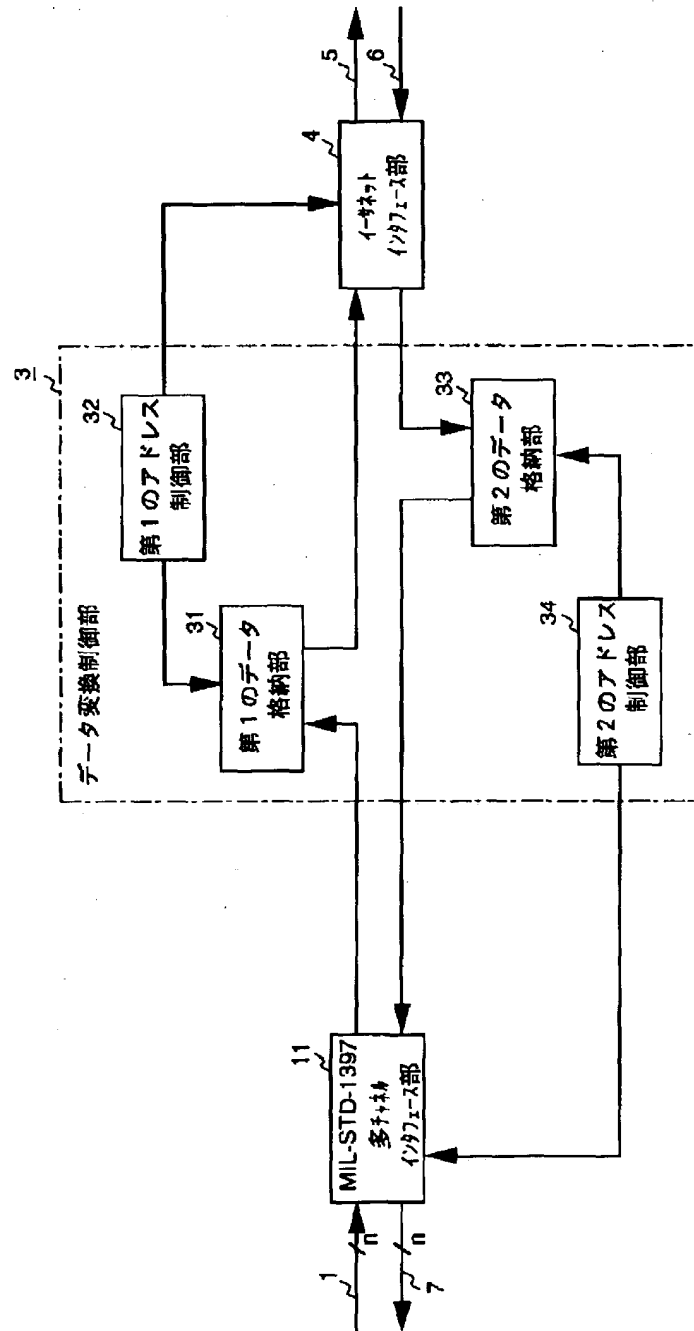 3
データ変換制御部
32
第1のアドレス
制御部
31
第1のデータ
格納部
5
6
4
イーサネット
インタフェース部
33
第2のデータ
格納部
34
第2のアドレス
制御部
11
MIL-STD-1397
多チャネル
インタフェース部
1
n
n
7